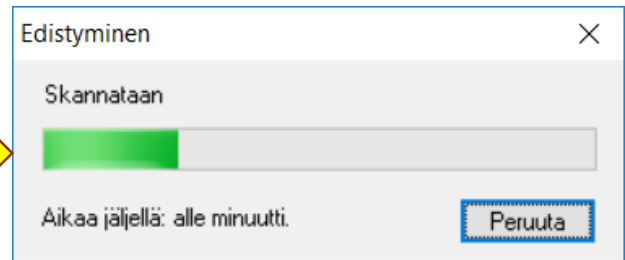 Edistyminen
Skannataan
Aikaa jäljellä: alle minuutti.
Peruuta